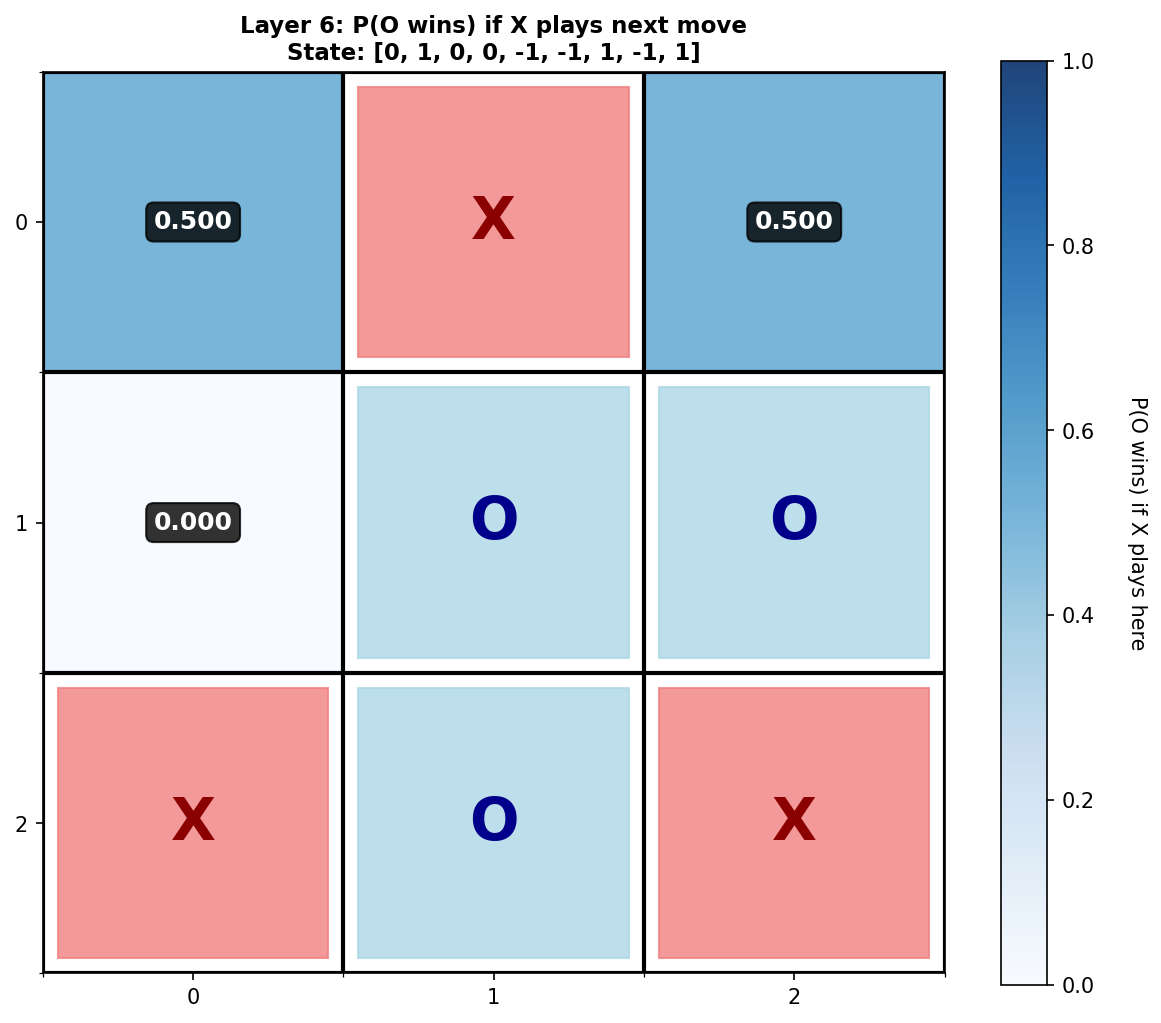 Layer 6: P(O wins) if X plays next move
State: [0, 1, 0, 0, -1, -1, 1, -1, 1]
0.500 X 0.500
0
0.000 O O
1
X O X
2
0 1 2
1.0
0.8
0.6
0.4
0.2
0.0
P(O wins) if X plays here